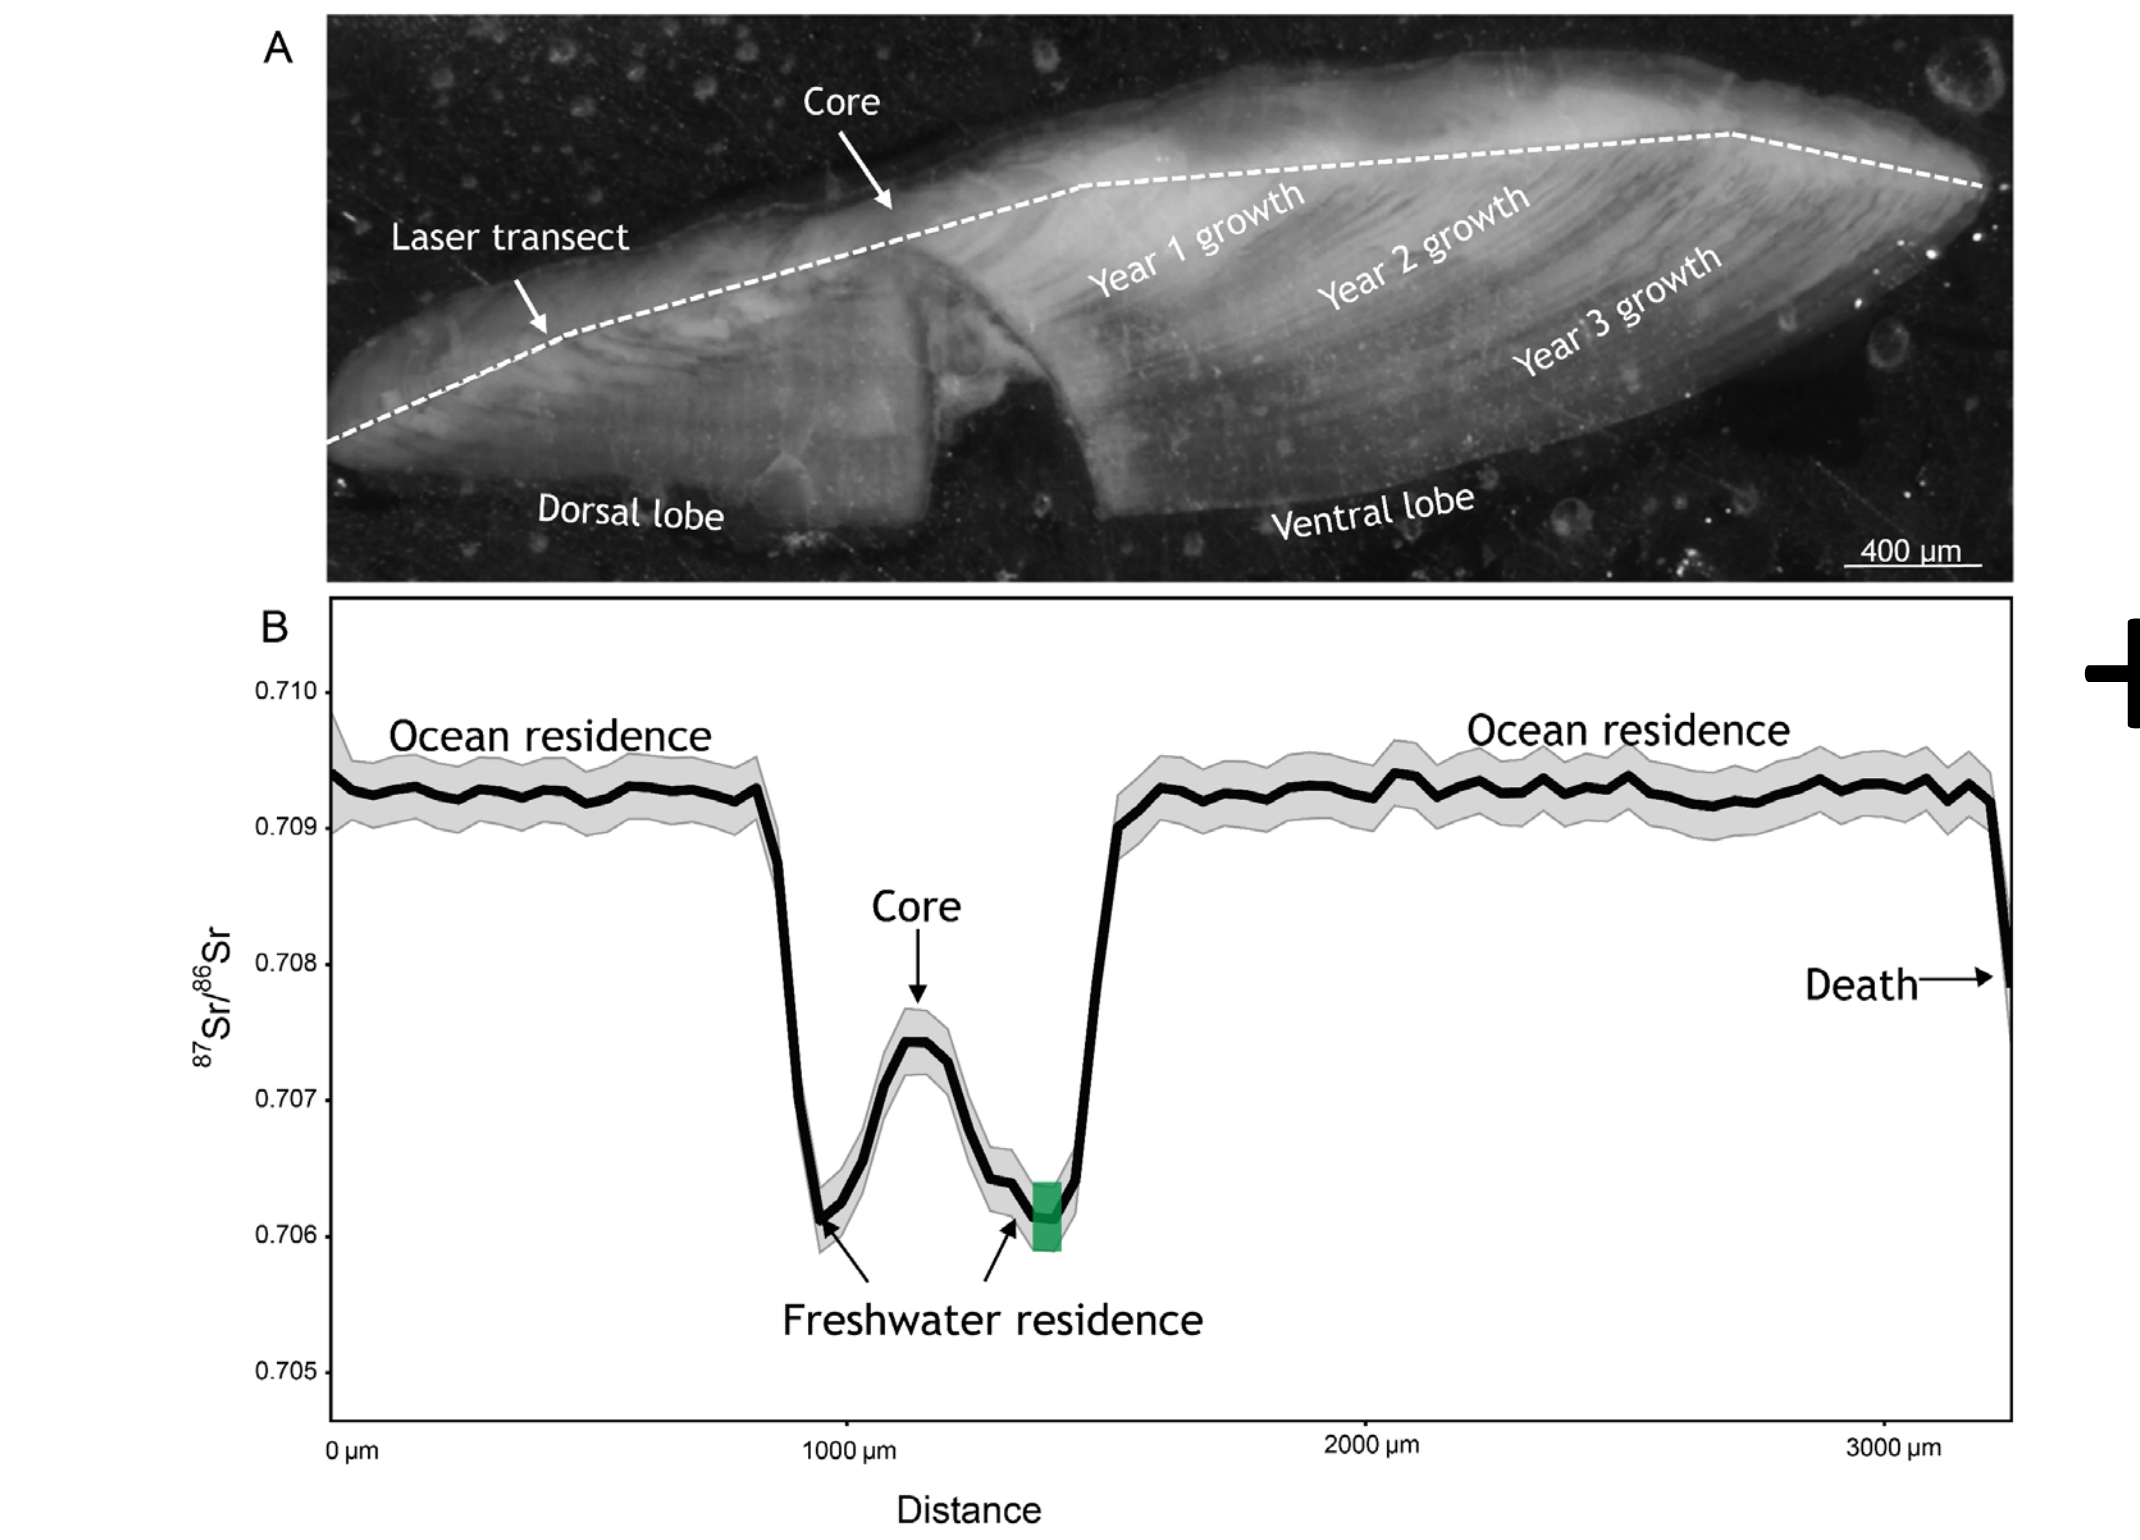 A
Core
Laser transect
Year 1 growth
Year 2 growth
Year 3 growth
Dorsal lobe
Ventral lobe
400 µm
B
0.710
0.709
0.708
0.707
0.706
0.705
⁸⁷Sr/⁸⁶Sr
Ocean residence
Ocean residence
Core
Death
Freshwater residence
0 µm
1000 µm
2000 µm
3000 µm
Distance